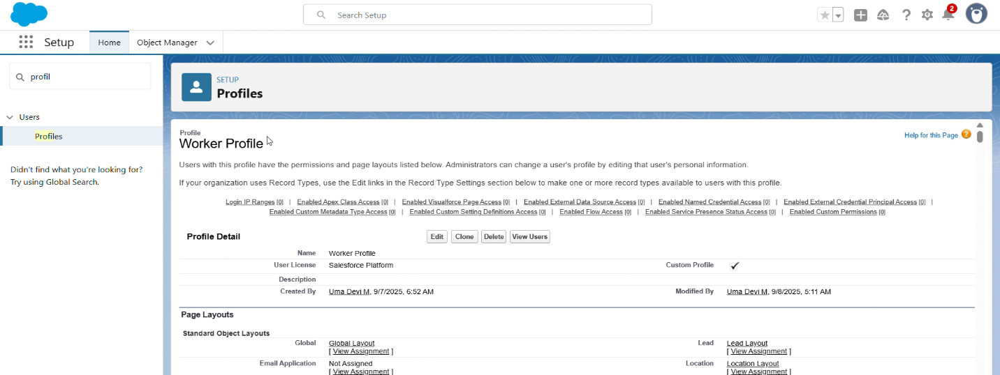 Search Setup
2
Setup
Home
Object Manager
profil
Users
Profiles
Didn't find what you're looking for?
Try using Global Search.
SETUP
Profiles
Profile
Worker Profile
Help for this Page ?
Users with this profile have the permissions and page layouts listed below. Administrators can change a user's profile by editing that user's personal information.
If your organization uses Record Types, use the Edit links in the Record Type Settings section below to make one or more record types available to users with this profile.
Login IP Ranges [0] | Enabled Apex Class Access [0] | Enabled Visualforce Page Access [0] | Enabled External Data Source Access [0] | Enabled Named Credential Access [0] | Enabled External Credential Principal Access [0] |
Enabled Custom Metadata Type Access [0] | Enabled Custom Setting Definitions Access [0] | Enabled Flow Access [0] | Enabled Service Presence Status Access [0] | Enabled Custom Permissions [0]
Profile Detail Edit Clone Delete View Users
Name Worker Profile
User License Salesforce Platform Custom Profile ✓
Description
Created By Uma Devi M, 9/7/2025, 6:52 AM Modified By Uma Devi M, 9/8/2025, 5:11 AM
Page Layouts
Standard Object Layouts
Global Global Layout Lead Lead Layout
[ View Assignment ] [ View Assignment ]
Email Application Not Assigned Location Location Layout
[ View Assignment ] [ View Assignment ]